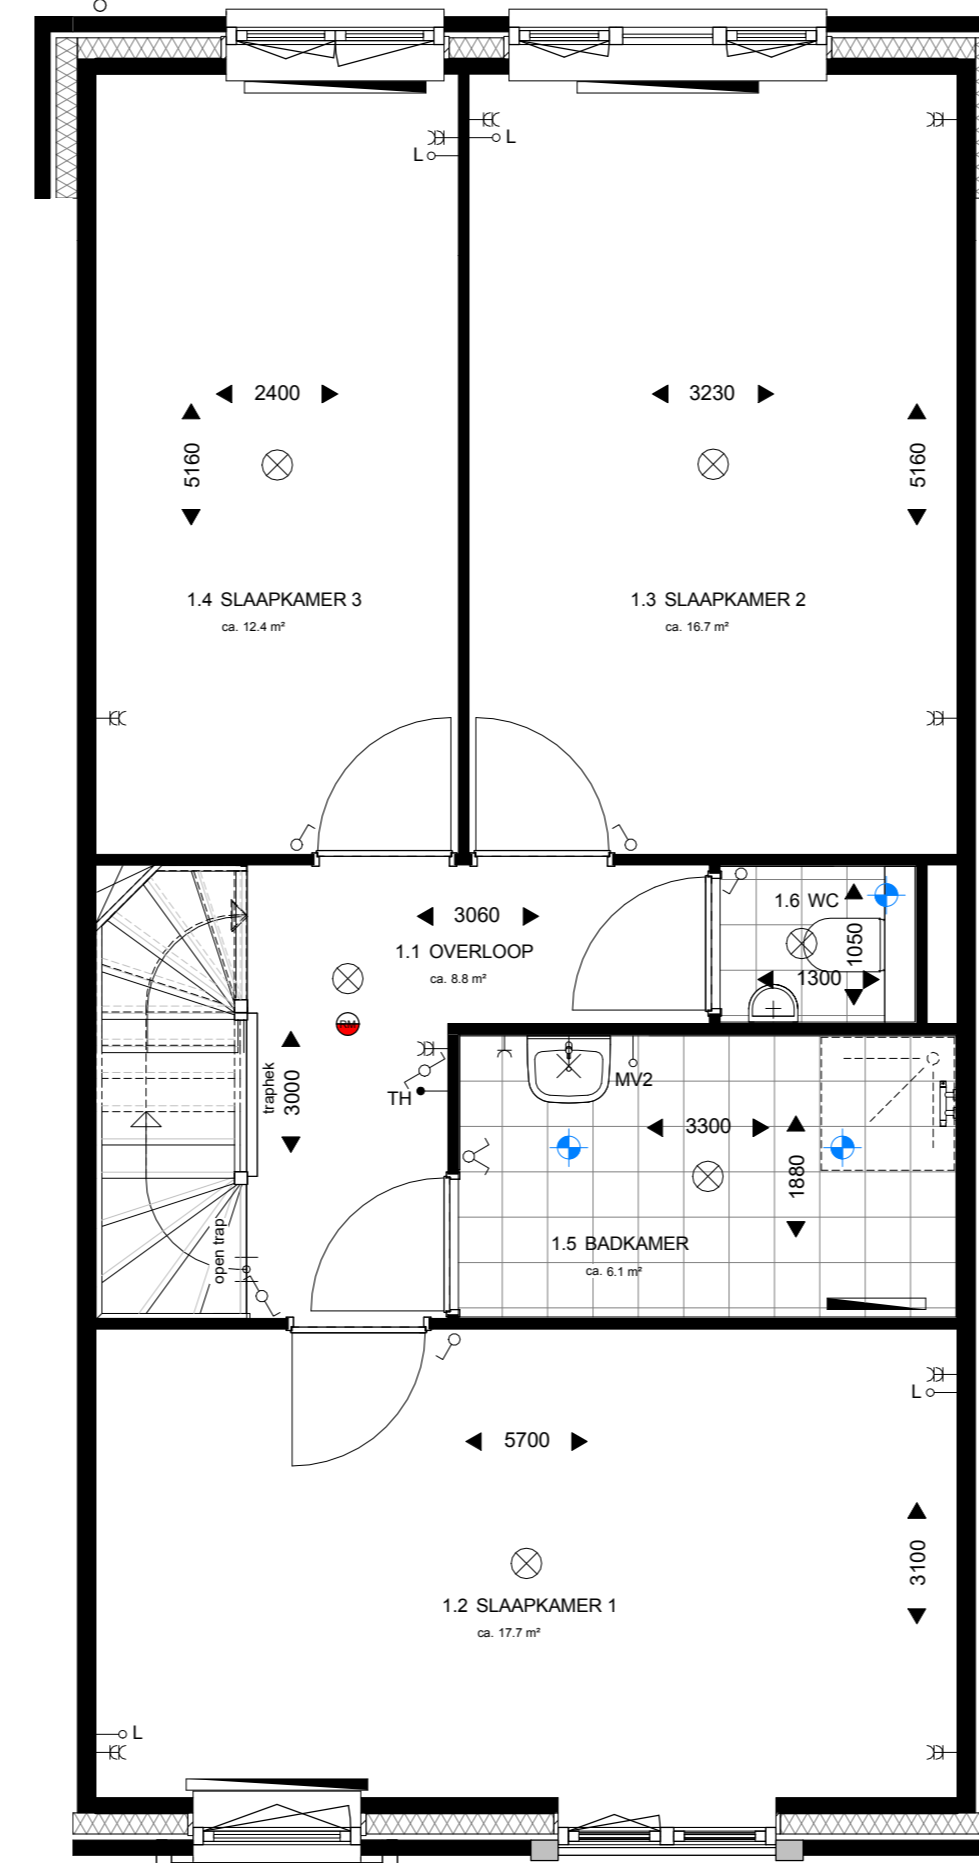 L
L
2400
3230
5160
5160
1.4 SLAAPKAMER 3
ca. 12.4 m²
1.3 SLAAPKAMER 2
ca. 16.7 m²
1.6 WC
3060
1.1 OVERLOOP
ca. 8.8 m²
1050
1300
RM
traphek
3000
TH
MV2
3300
1880
open trap
1.5 BADKAMER
ca. 6.1 m²
L
5700
3100
1.2 SLAAPKAMER 1
ca. 17.7 m²
L